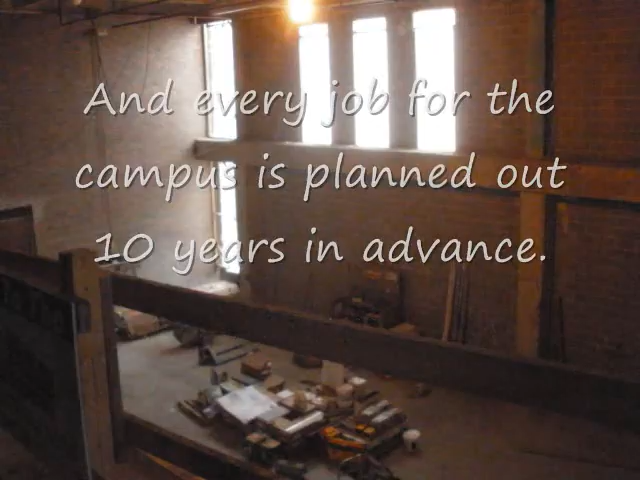 And every job for the
campus is planned out
10 years in advance.